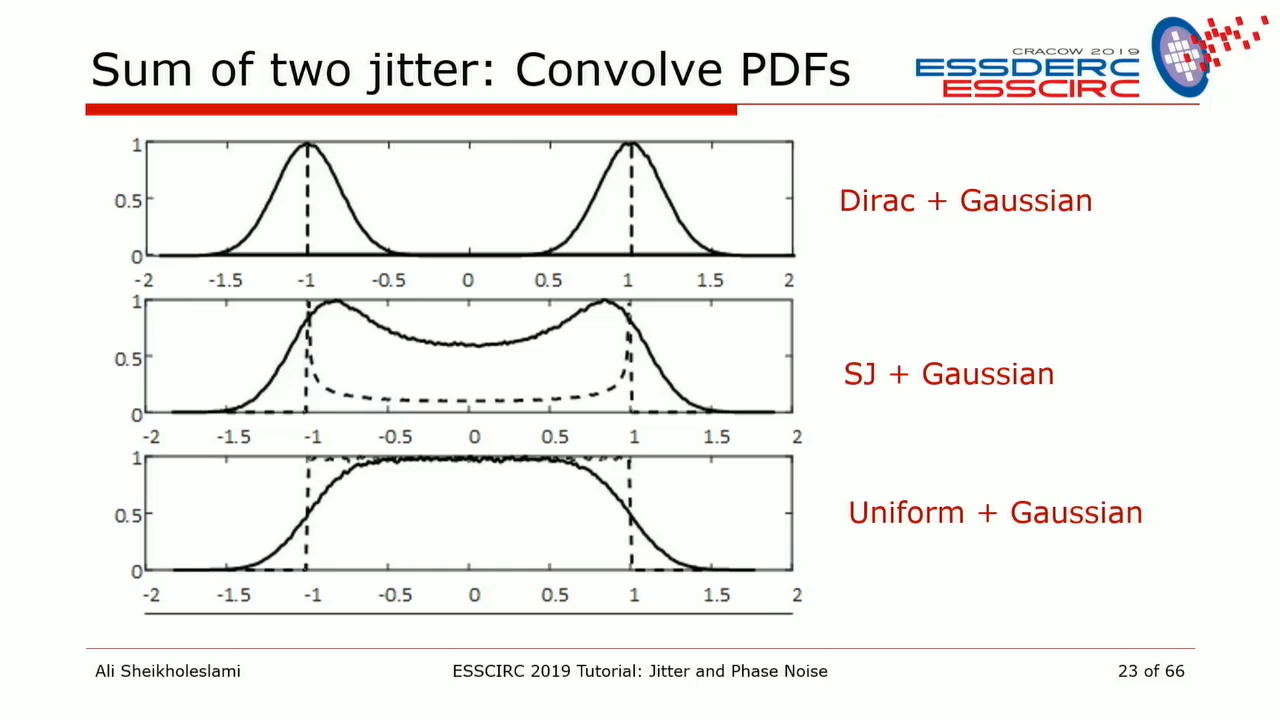 Sum of two jitter: Convolve PDFs
CRACOW 2019
ESSDERC
ESSCIRC
1
0.5
0
-2 -1.5 -1 -0.5 0 0.5 1 1.5 2
Dirac + Gaussian
1
0.5
0
-2 -1.5 -1 -0.5 0 0.5 1 1.5 2
SJ + Gaussian
1
0.5
0
-2 -1.5 -1 -0.5 0 0.5 1 1.5 2
Uniform + Gaussian
Ali Sheikholeslami
ESSCIRC 2019 Tutorial: Jitter and Phase Noise
23 of 66